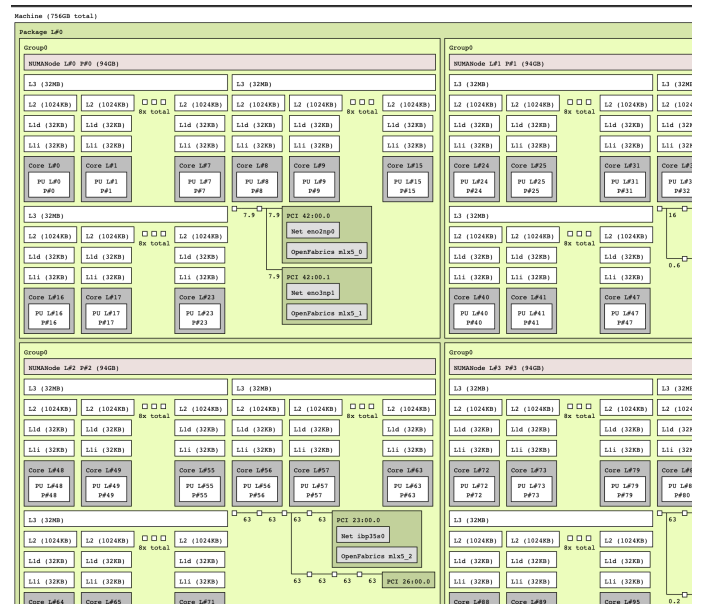 Machine (756GB total)
Package L#0
Group0
NUMANode L#0 P#0 (94GB)
L3 (32MB) L3 (32MB)
L2 (1024KB) L2 (1024KB) 8x total L2 (1024KB) L2 (1024KB) L2 (1024KB) 8x total L2 (1024KB)
L1d (32KB) L1d (32KB) L1d (32KB) L1d (32KB) L1d (32KB) L1d (32KB)
L1i (32KB) L1i (32KB) L1i (32KB) L1i (32KB) L1i (32KB) L1i (32KB)
Core L#0 Core L#1 Core L#7 Core L#8 Core L#9 Core L#15
PU L#0 PU L#1 PU L#7 PU L#8 PU L#9 PU L#15
P#0 P#1 P#7 P#8 P#9 P#15
L3 (32MB)
L2 (1024KB) L2 (1024KB) 8x total L2 (1024KB)
L1d (32KB) L1d (32KB) L1d (32KB)
L1i (32KB) L1i (32KB) L1i (32KB)
Core L#16 Core L#17 Core L#23
PU L#16 PU L#17 PU L#23
P#16 P#17 P#23
7.9 7.9 PCI 42:00.0
Net eno2np0
OpenFabrics mlx5_0
7.9 PCI 42:00.1
Net eno3np1
OpenFabrics mlx5_1
Group0
NUMANode L#1 P#1 (94GB)
L3 (32MB) L3 (32MB
L2 (1024KB) L2 (1024KB) 8x total L2 (1024KB) L2 (1024
L1d (32KB) L1d (32KB) L1d (32KB) L1d (32K
L1i (32KB) L1i (32KB) L1i (32KB) L1i (32K
Core L#24 Core L#25 Core L#31 Core L#3
PU L#24 PU L#25 PU L#31 PU L#3
P#24 P#25 P#31 P#32
L3 (32MB) 16
L2 (1024KB) L2 (1024KB) 8x total L2 (1024KB)
L1d (32KB) L1d (32KB) L1d (32KB)
L1i (32KB) L1i (32KB) L1i (32KB) 0.6
Core L#40 Core L#41 Core L#47
PU L#40 PU L#41 PU L#47
P#40 P#41 P#47
Group0
NUMANode L#2 P#2 (94GB)
L3 (32MB) L3 (32MB)
L2 (1024KB) L2 (1024KB) 8x total L2 (1024KB) L2 (1024KB) L2 (1024KB) 8x total L2 (1024KB)
L1d (32KB) L1d (32KB) L1d (32KB) L1d (32KB) L1d (32KB) L1d (32KB)
L1i (32KB) L1i (32KB) L1i (32KB) L1i (32KB) L1i (32KB) L1i (32KB)
Core L#48 Core L#49 Core L#55 Core L#56 Core L#57 Core L#63
PU L#48 PU L#49 PU L#55 PU L#56 PU L#57 PU L#63
P#48 P#49 P#55 P#56 P#57 P#63
L3 (32MB)
L2 (1024KB) L2 (1024KB) 8x total L2 (1024KB)
L1d (32KB) L1d (32KB) L1d (32KB)
L1i (32KB) L1i (32KB) L1i (32KB)
Core L#64 Core L#65 Core L#71
63 63 63 63 PCI 23:00.0
Net ibp35s0
OpenFabrics mlx5_2
63 63 63 63 PCI 26:00.0
Group0
NUMANode L#3 P#3 (94GB)
L3 (32MB) L3 (32MB
L2 (1024KB) L2 (1024KB) 8x total L2 (1024KB) L2 (1024
L1d (32KB) L1d (32KB) L1d (32KB) L1d (32K
L1i (32KB) L1i (32KB) L1i (32KB) L1i (32K
Core L#72 Core L#73 Core L#79 Core L#8
PU L#72 PU L#73 PU L#79 PU L#8
P#72 P#73 P#79 P#80
L3 (32MB) 63
L2 (1024KB) L2 (1024KB) 8x total L2 (1024KB)
L1d (32KB) L1d (32KB) L1d (32KB)
L1i (32KB) L1i (32KB) L1i (32KB)
Core L#88 Core L#89 Core L#95 0.2